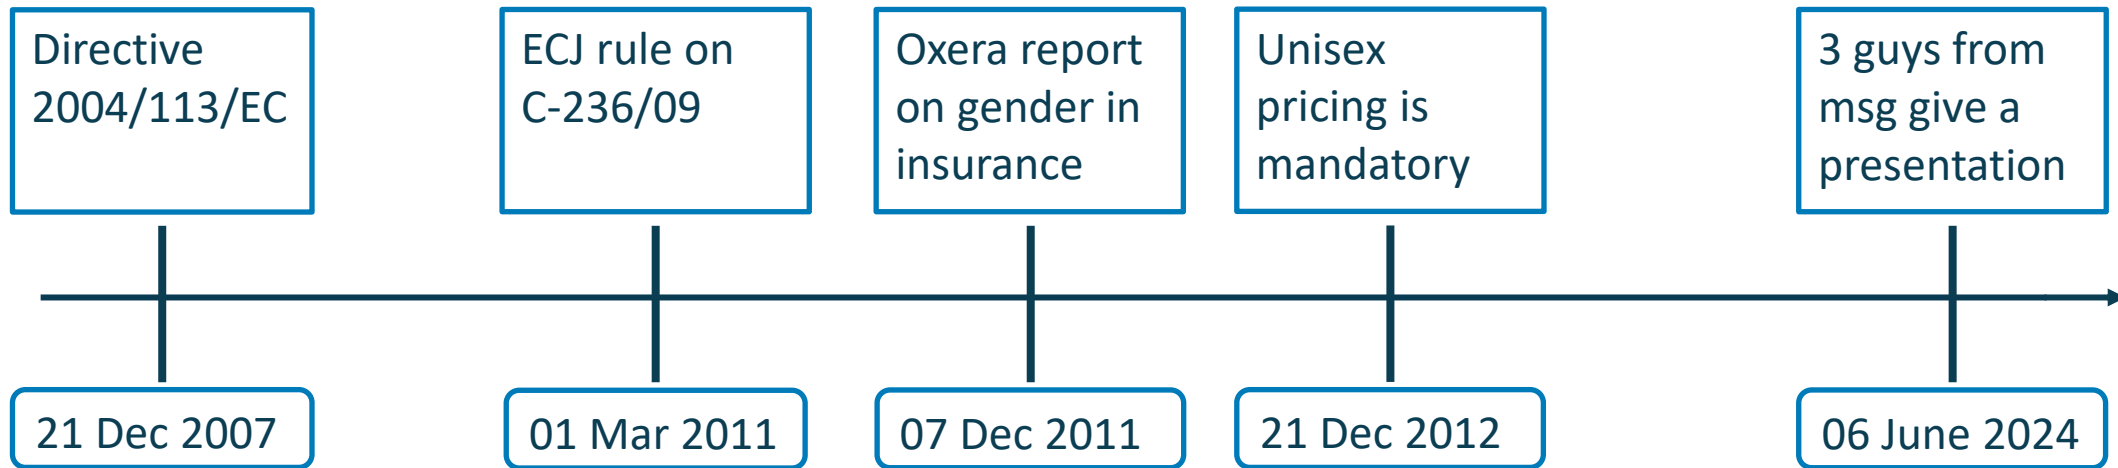 Directive
2004/113/EC
ECJ rule on
C-236/09
Oxera report
on gender in
insurance
Unisex
pricing is
mandatory
3 guys from
msg give a
presentation
21 Dec 2007
01 Mar 2011
07 Dec 2011
21 Dec 2012
06 June 2024